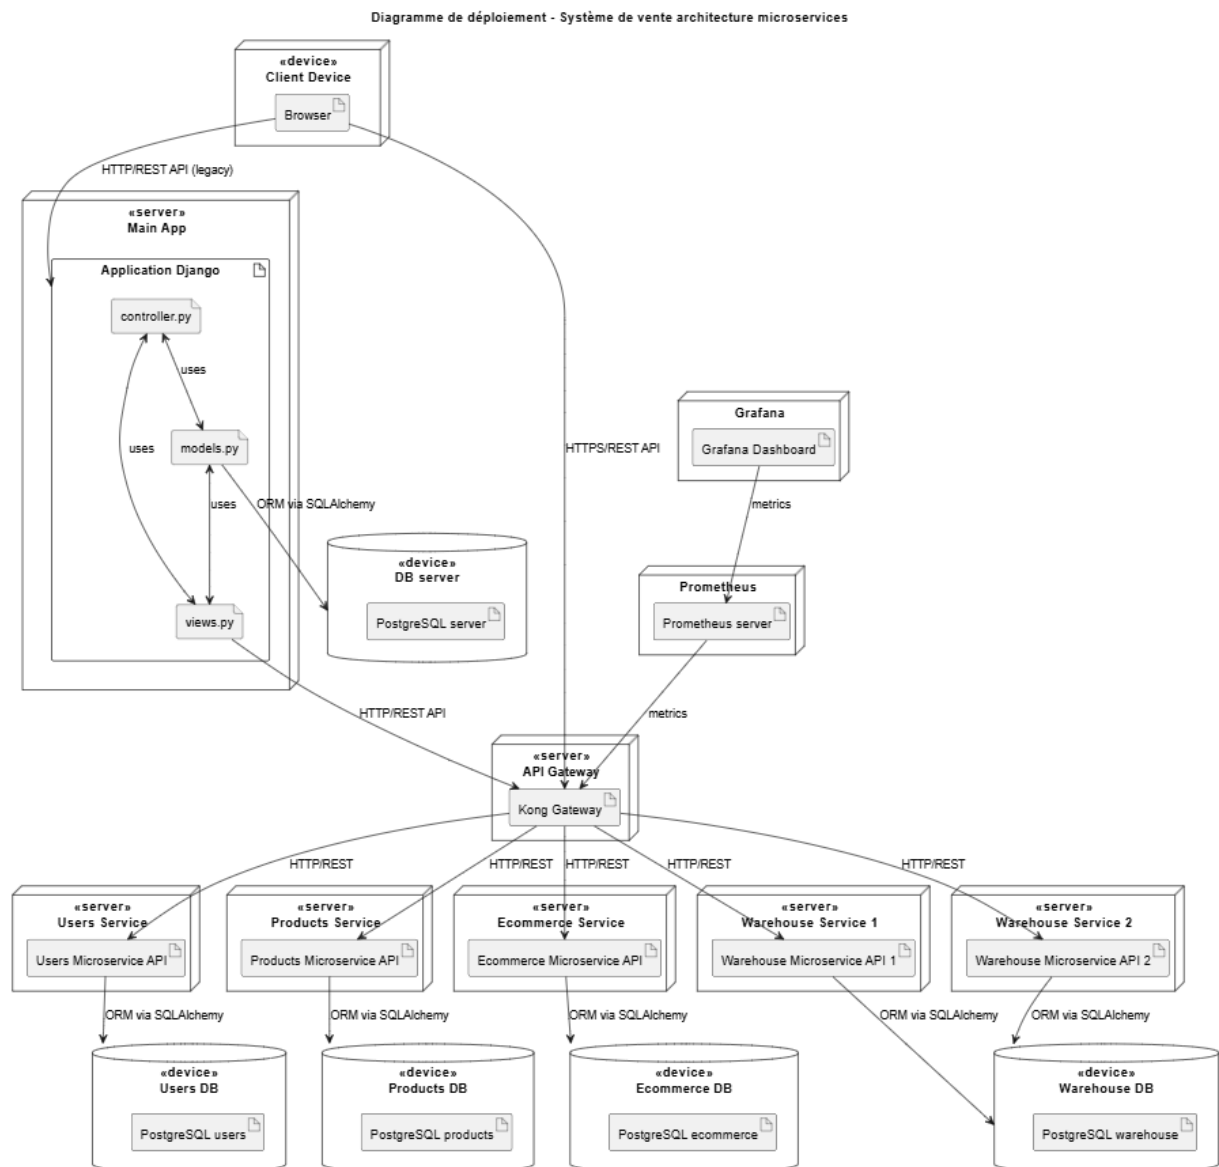 Diagramme de déploiement - Système de vente architecture microservices
«device»
Client Device
Browser
HTTP/REST API (legacy)
«server»
Main App
Application Django
controller.py
uses
models.py
uses
uses
views.py
ORM via SQLAlchemy
HTTPS/REST API
Grafana
Grafana Dashboard
metrics
«device»
DB server
PostgreSQL server
Prometheus
Prometheus server
metrics
HTTP/REST API
«server»
API Gateway
Kong Gateway
HTTP/REST
HTTP/REST
HTTP/REST
HTTP/REST
HTTP/REST
«server»
Users Service
Users Microservice API
«server»
Products Service
Products Microservice API
«server»
Ecommerce Service
Ecommerce Microservice API
«server»
Warehouse Service 1
Warehouse Microservice API 1
«server»
Warehouse Service 2
Warehouse Microservice API 2
ORM via SQLAlchemy
ORM via SQLAlchemy
ORM via SQLAlchemy
ORM via SQLAlchemy
ORM via SQLAlchemy
«device»
Users DB
PostgreSQL users
«device»
Products DB
PostgreSQL products
«device»
Ecommerce DB
PostgreSQL ecommerce
«device»
Warehouse DB
PostgreSQL warehouse